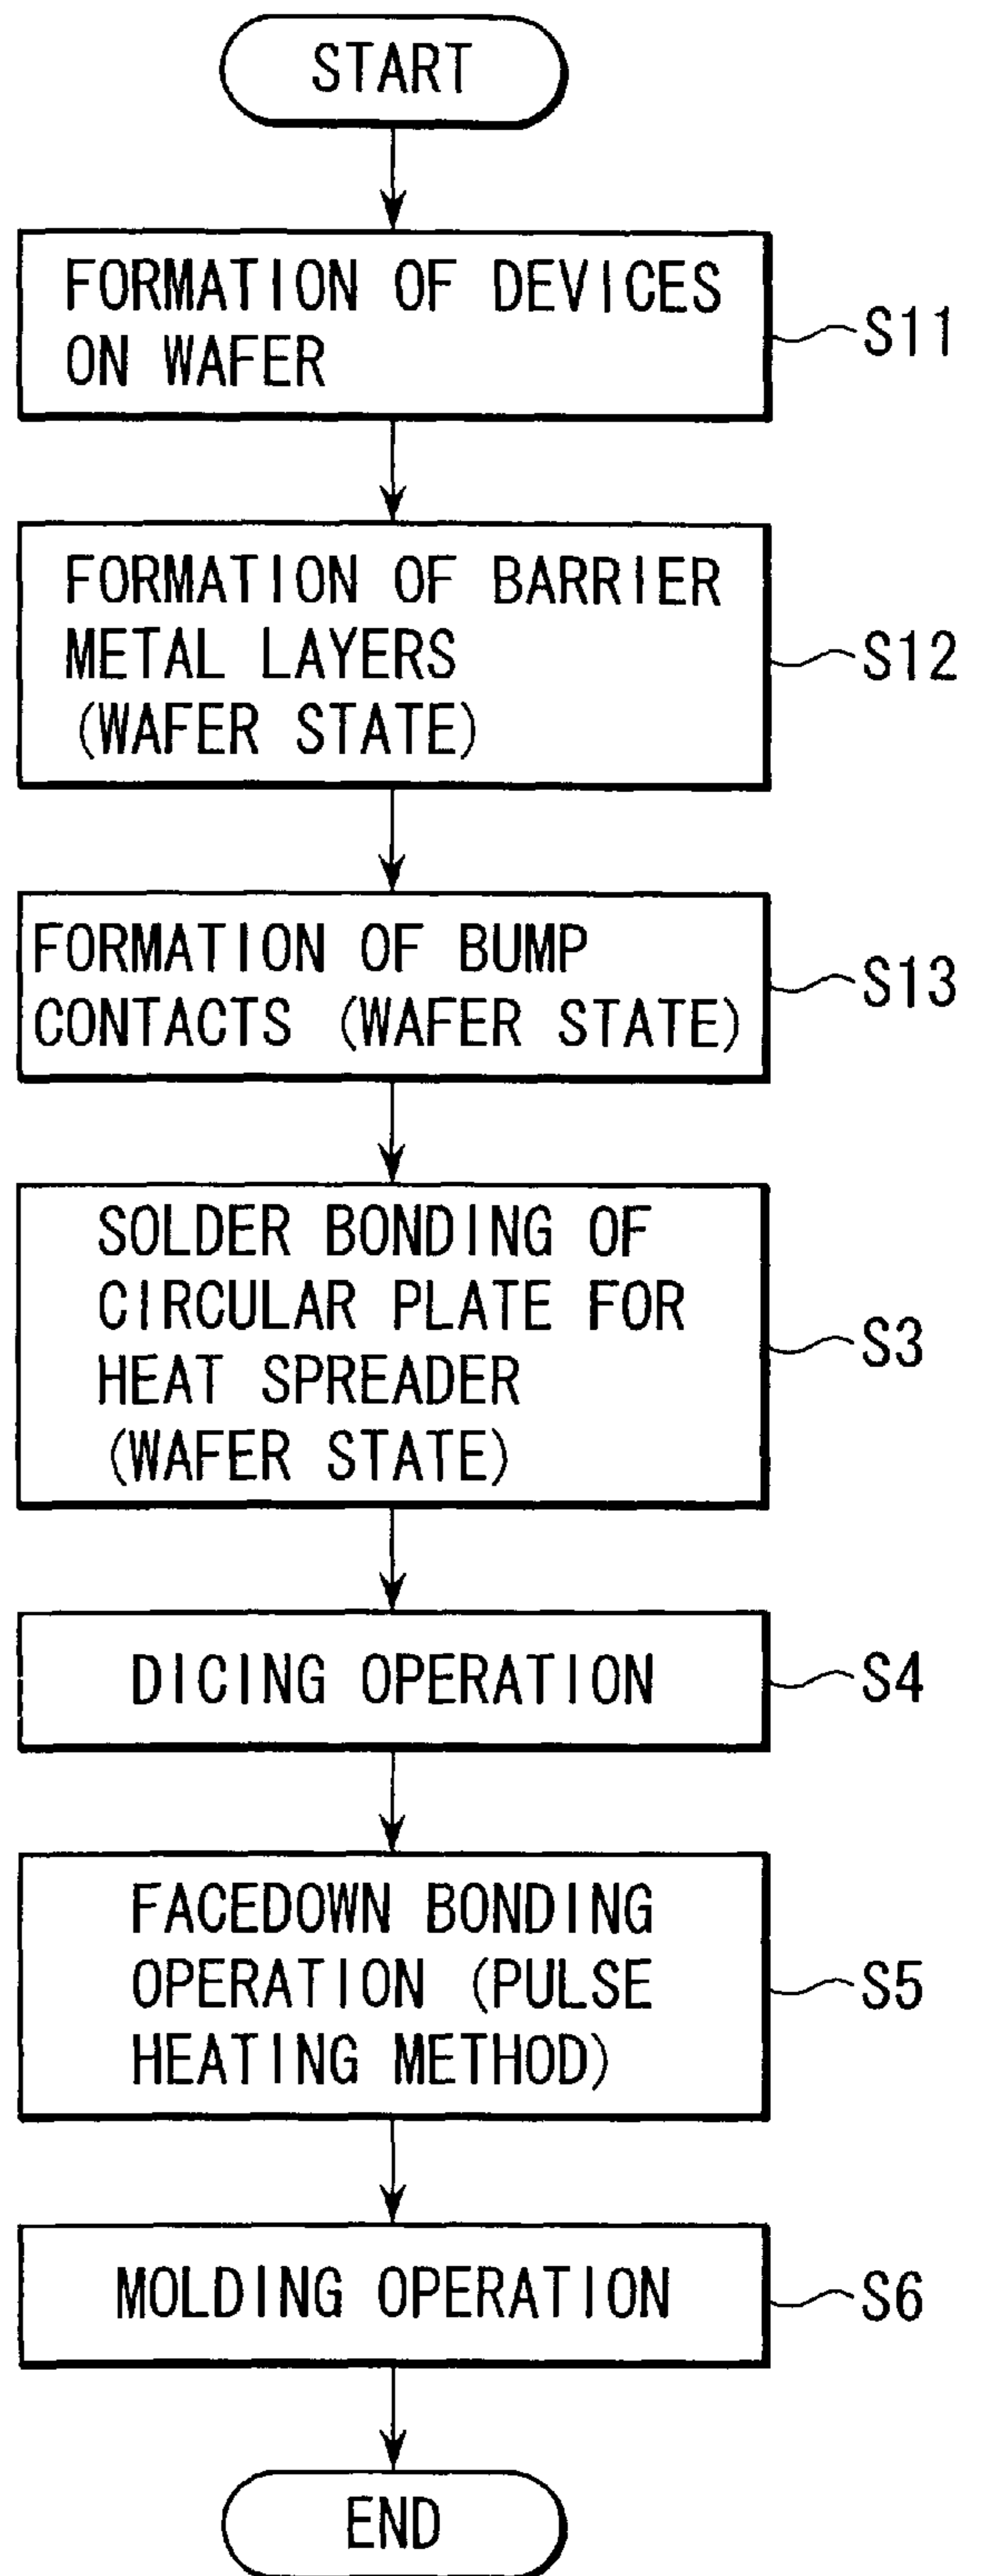 START
FORMATION OF DEVICES
ON WAFER
S11
FORMATION OF BARRIER
METAL LAYERS
(WAFER STATE)
S12
FORMATION OF BUMP
CONTACTS (WAFER STATE)
S13
SOLDER BONDING OF
CIRCULAR PLATE FOR
HEAT SPREADER
(WAFER STATE)
S3
DICING OPERATION
S4
FACEDOWN BONDING
OPERATION (PULSE
HEATING METHOD)
S5
MOLDING OPERATION
S6
END